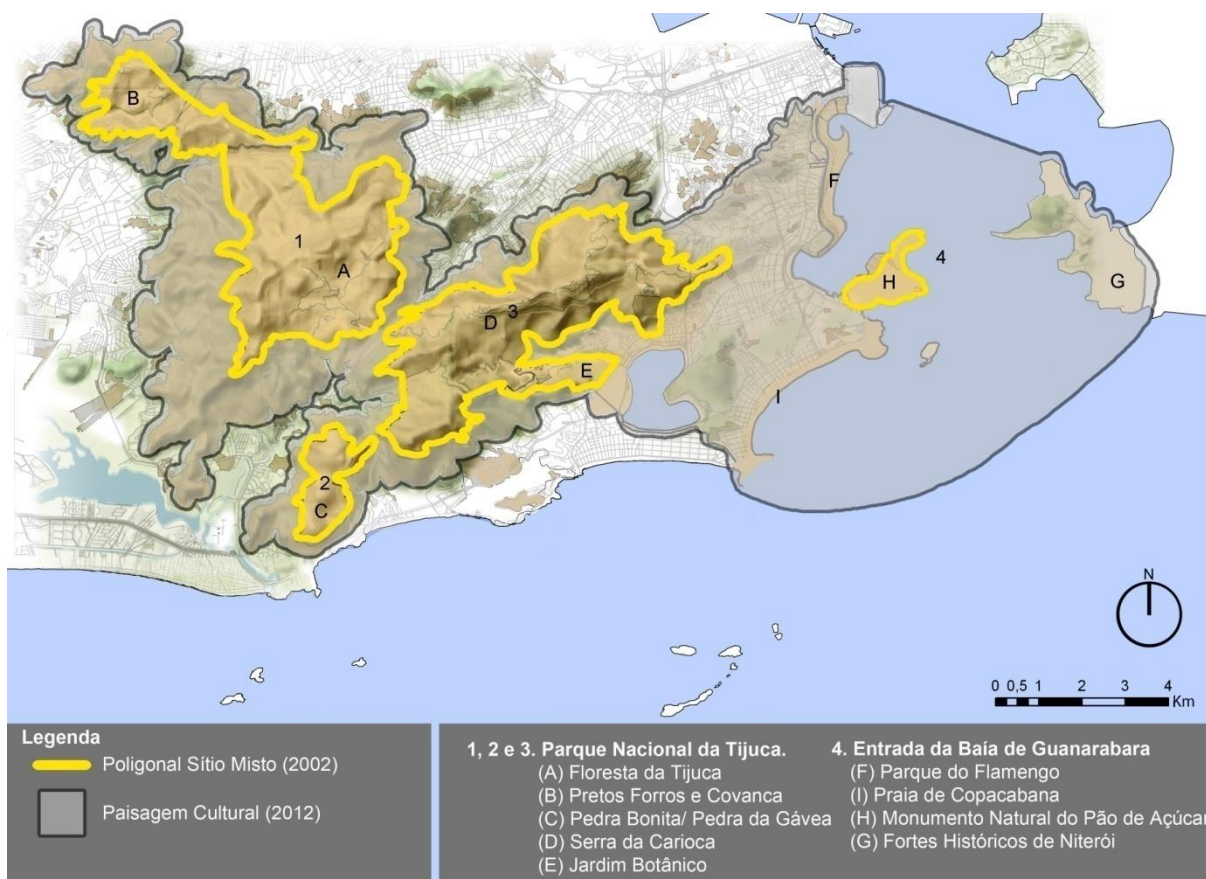 B
F
1
4
A
H
G
3
D
E
I
2
C
N
0 0,5 1 2 3 4
Km
Legenda
Poligonal Sítio Misto (2002)
Paisagem Cultural (2012)
1, 2 e 3. Parque Nacional da Tijuca.
(A) Floresta da Tijuca
(B) Pretos Forros e Covanca
(C) Pedra Bonita/ Pedra da Gávea
(D) Serra da Carioca
(E) Jardim Botânico
4. Entrada da Baía de Guanarabara
(F) Parque do Flamengo
(I) Praia de Copacabana
(H) Monumento Natural do Pão de Açúcar
(G) Fortes Históricos de Niterói